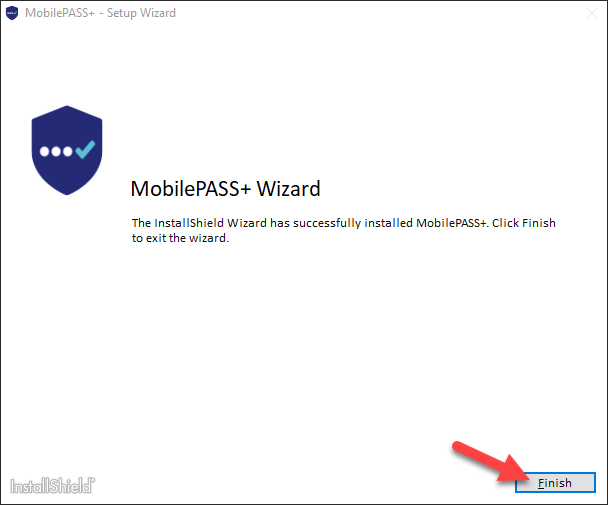 MobilePASS+ - Setup Wizard
MobilePASS+ Wizard
The InstallShield Wizard has successfully installed MobilePASS+. Click Finish
to exit the wizard.
InstallShield
Finish